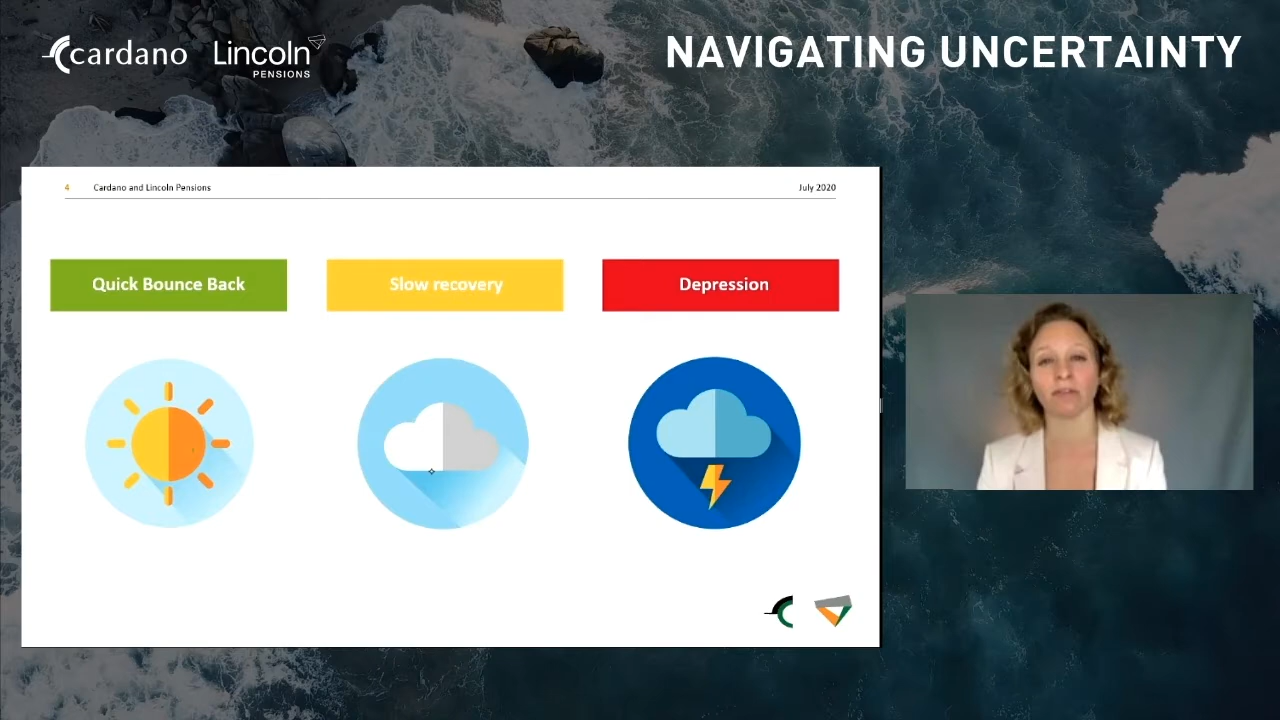 cardano
Lincoln
PENSIONS
NAVIGATING UNCERTAINTY
4 Cardano and Lincoln Pensions July 2020
Quick Bounce Back
Slow recovery
Depression